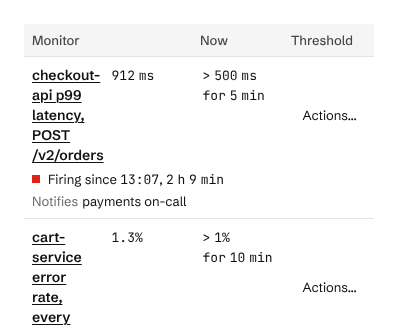 Monitor Now Threshold
checkout- 912 ms > 500 ms
api p99 for 5 min
latency, Actions…
POST
/v2/orders
Firing since 13:07, 2 h 9 min
Notifies payments on-call
cart- 1.3% > 1%
service for 10 min
error
rate, Actions…
every